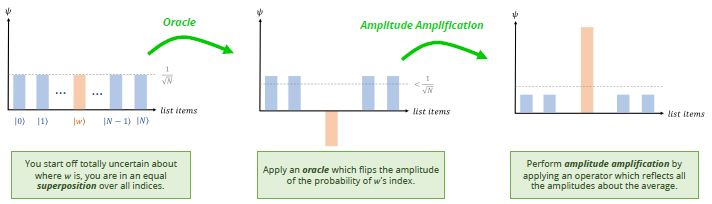 Oracle
Amplitude Amplification
ψ
ψ
ψ
1
√N
< 1
√N
...
...
list items
list items
list items
|0⟩ |1⟩ |w⟩ |N − 1⟩ |N⟩
You start off totally uncertain about
where w is, you are in an equal
superposition over all indices.
Apply an oracle which flips the amplitude
of the probability of w's index.
Perform amplitude amplification by
applying an operator which reflects all
the amplitudes about the average.